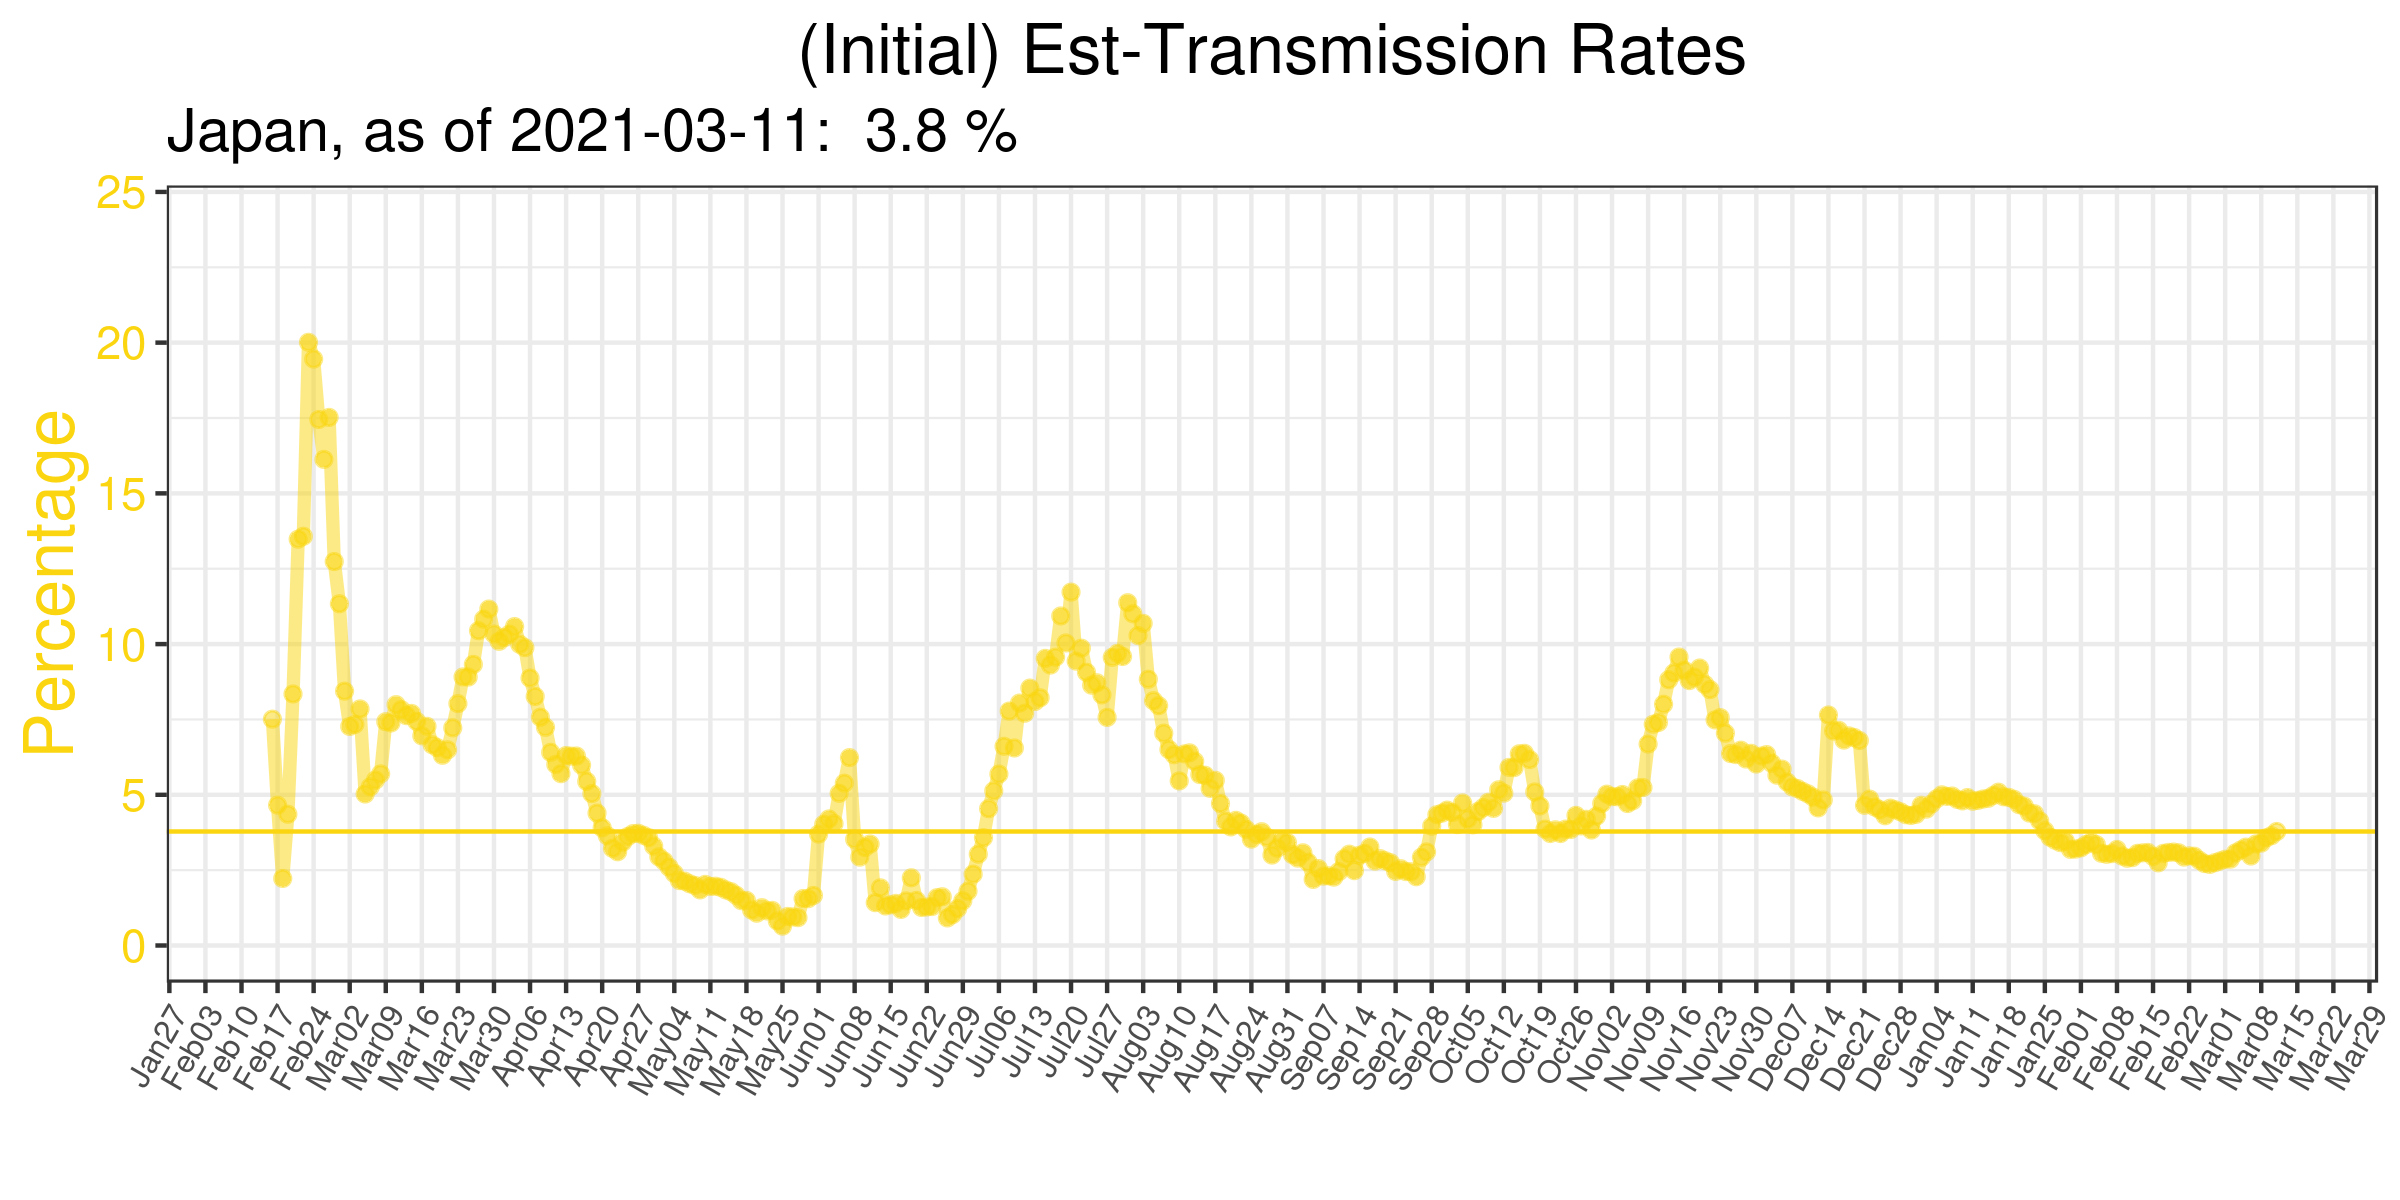 (Initial) Est-Transmission Rates
Japan, as of 2021-03-11:  3.8 %
Percentage
25
20
15
10
5
0
Jan27
Feb03
Feb10
Feb17
Feb24
Mar02
Mar09
Mar16
Mar23
Mar30
Apr06
Apr13
Apr20
Apr27
May04
May11
May18
May25
Jun01
Jun08
Jun15
Jun22
Jun29
Jul06
Jul13
Jul20
Jul27
Aug03
Aug10
Aug17
Aug24
Aug31
Sep07
Sep14
Sep21
Sep28
Oct05
Oct12
Oct19
Oct26
Nov02
Nov09
Nov16
Nov23
Nov30
Dec07
Dec14
Dec21
Dec28
Jan04
Jan11
Jan18
Jan25
Feb01
Feb08
Feb15
Feb22
Mar01
Mar08
Mar15
Mar22
Mar29